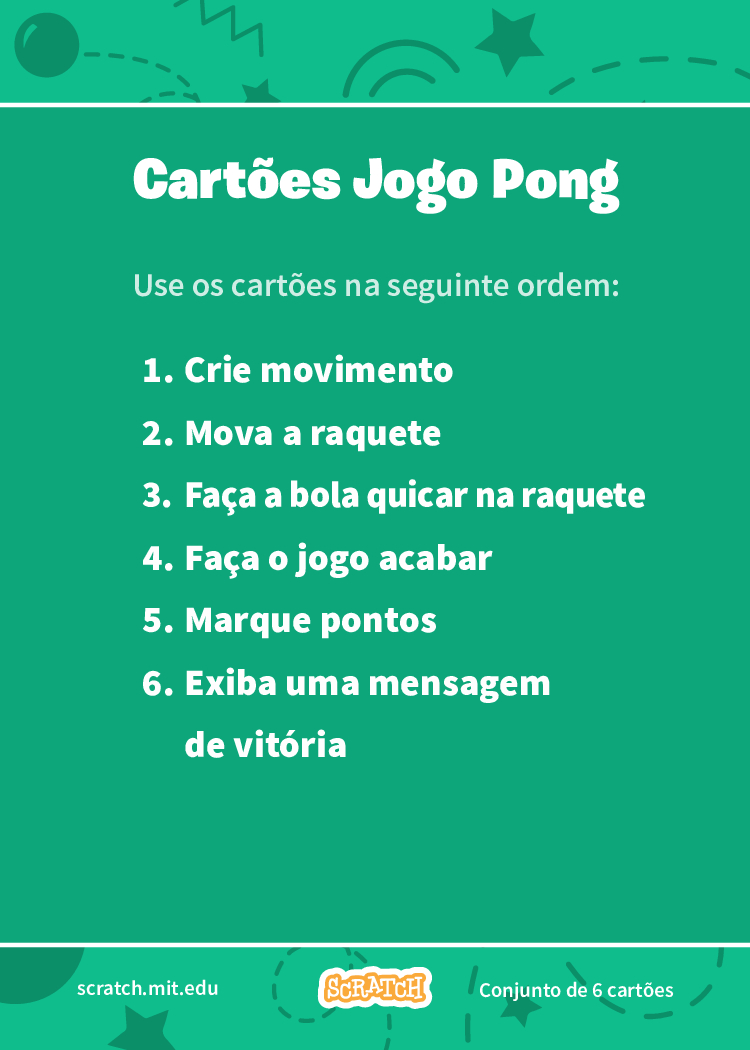 Cartões Jogo Pong
Use os cartões na seguinte ordem:
1. Crie movimento
2. Mova a raquete
3. Faça a bola quicar na raquete
4. Faça o jogo acabar
5. Marque pontos
6. Exiba uma mensagem
de vitória
scratch.mit.edu
SCRATCH
Conjunto de 6 cartões